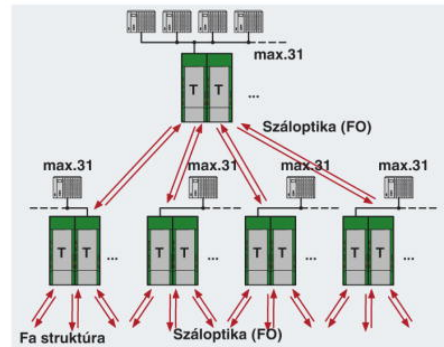 max.31
T T ...
Száloptika (FO)
max.31 max.31 max.31 max.31
T T ... T T ... T T ... T T ...
Fa struktúra Száloptika (FO)